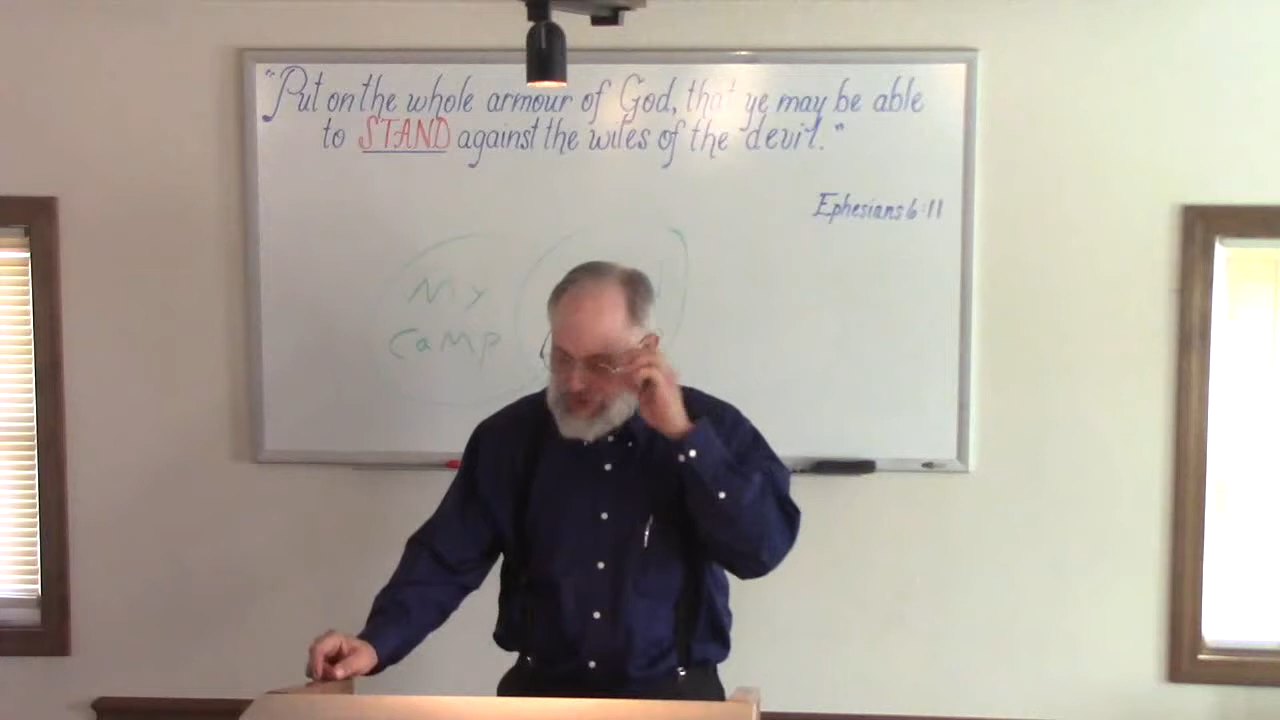 "Put on the whole armour of God, that ye may be able
to STAND against the wiles of the devil."
Ephesians 6:11
My
Camp